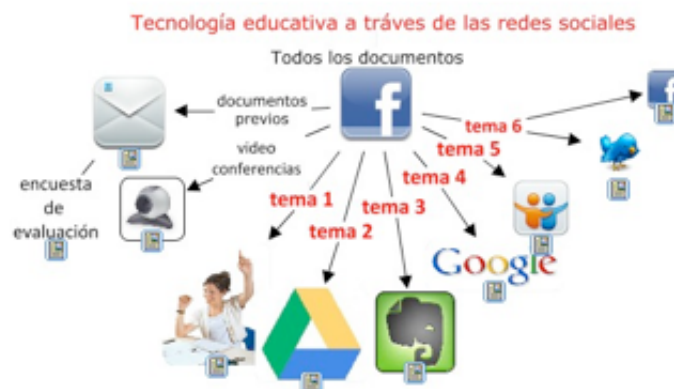 Tecnología educativa a tráves de las redes sociales
Todos los documentos
documentos
previos
video
conferencias
encuesta
de
evaluación
tema 1
tema 2
tema 3
tema 4
tema 5
tema 6
Google